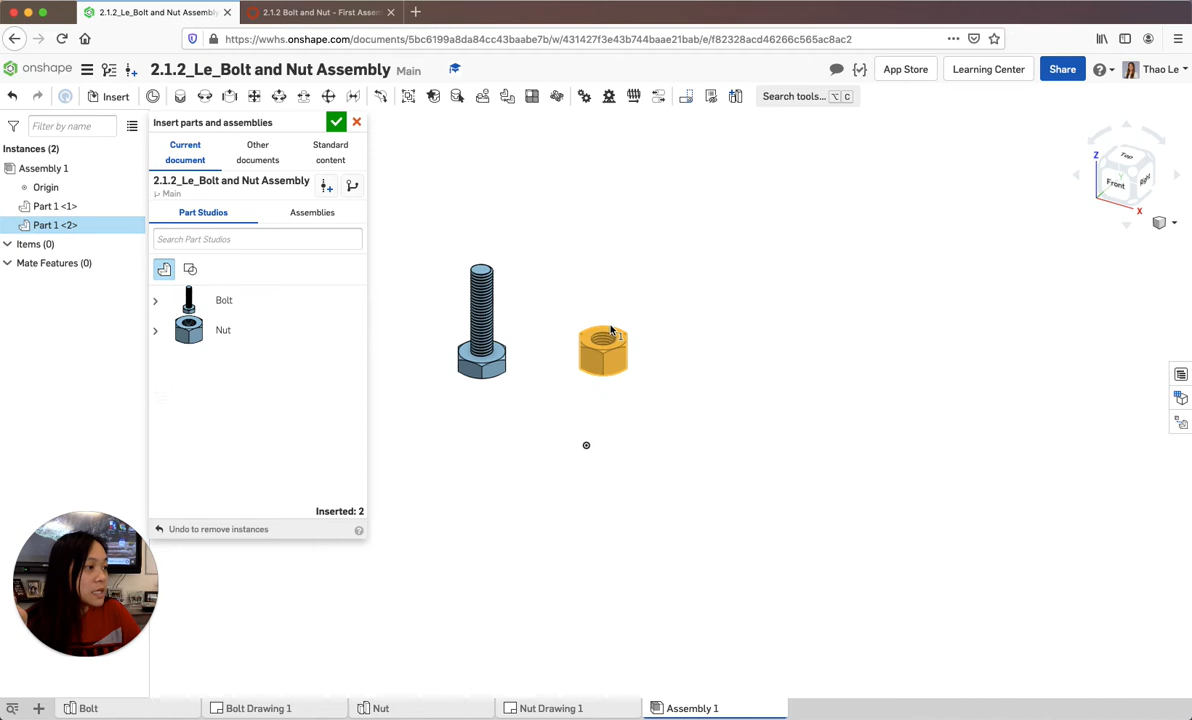 2.1.2_Le_Bolt and Nut Assembly
2.1.2 Bolt and Nut - First Assem
https://wwhs.onshape.com/documents/5bc6199a8da84cc43baabe7b/w/431427f3e43b744baae21bab/e/f82328acd46266c565ac8ac2
onshape
2.1.2_Le_Bolt and Nut Assembly Main
App Store
Learning Center
Share
Thao Le
Insert
Search tools...
⌥ C
Filter by name
Instances (2)
Assembly 1
Origin
Part 1 <1>
Part 1 <2>
Items (0)
Mate Features (0)
Insert parts and assemblies
Current document
Other documents
Standard content
2.1.2_Le_Bolt and Nut Assembly
Main
Part Studios
Assemblies
Search Part Studios
Bolt
Nut
Inserted: 2
Undo to remove instances
1
Z
Top
Y
Front
Right
X
Bolt
Bolt Drawing 1
Nut
Nut Drawing 1
Assembly 1